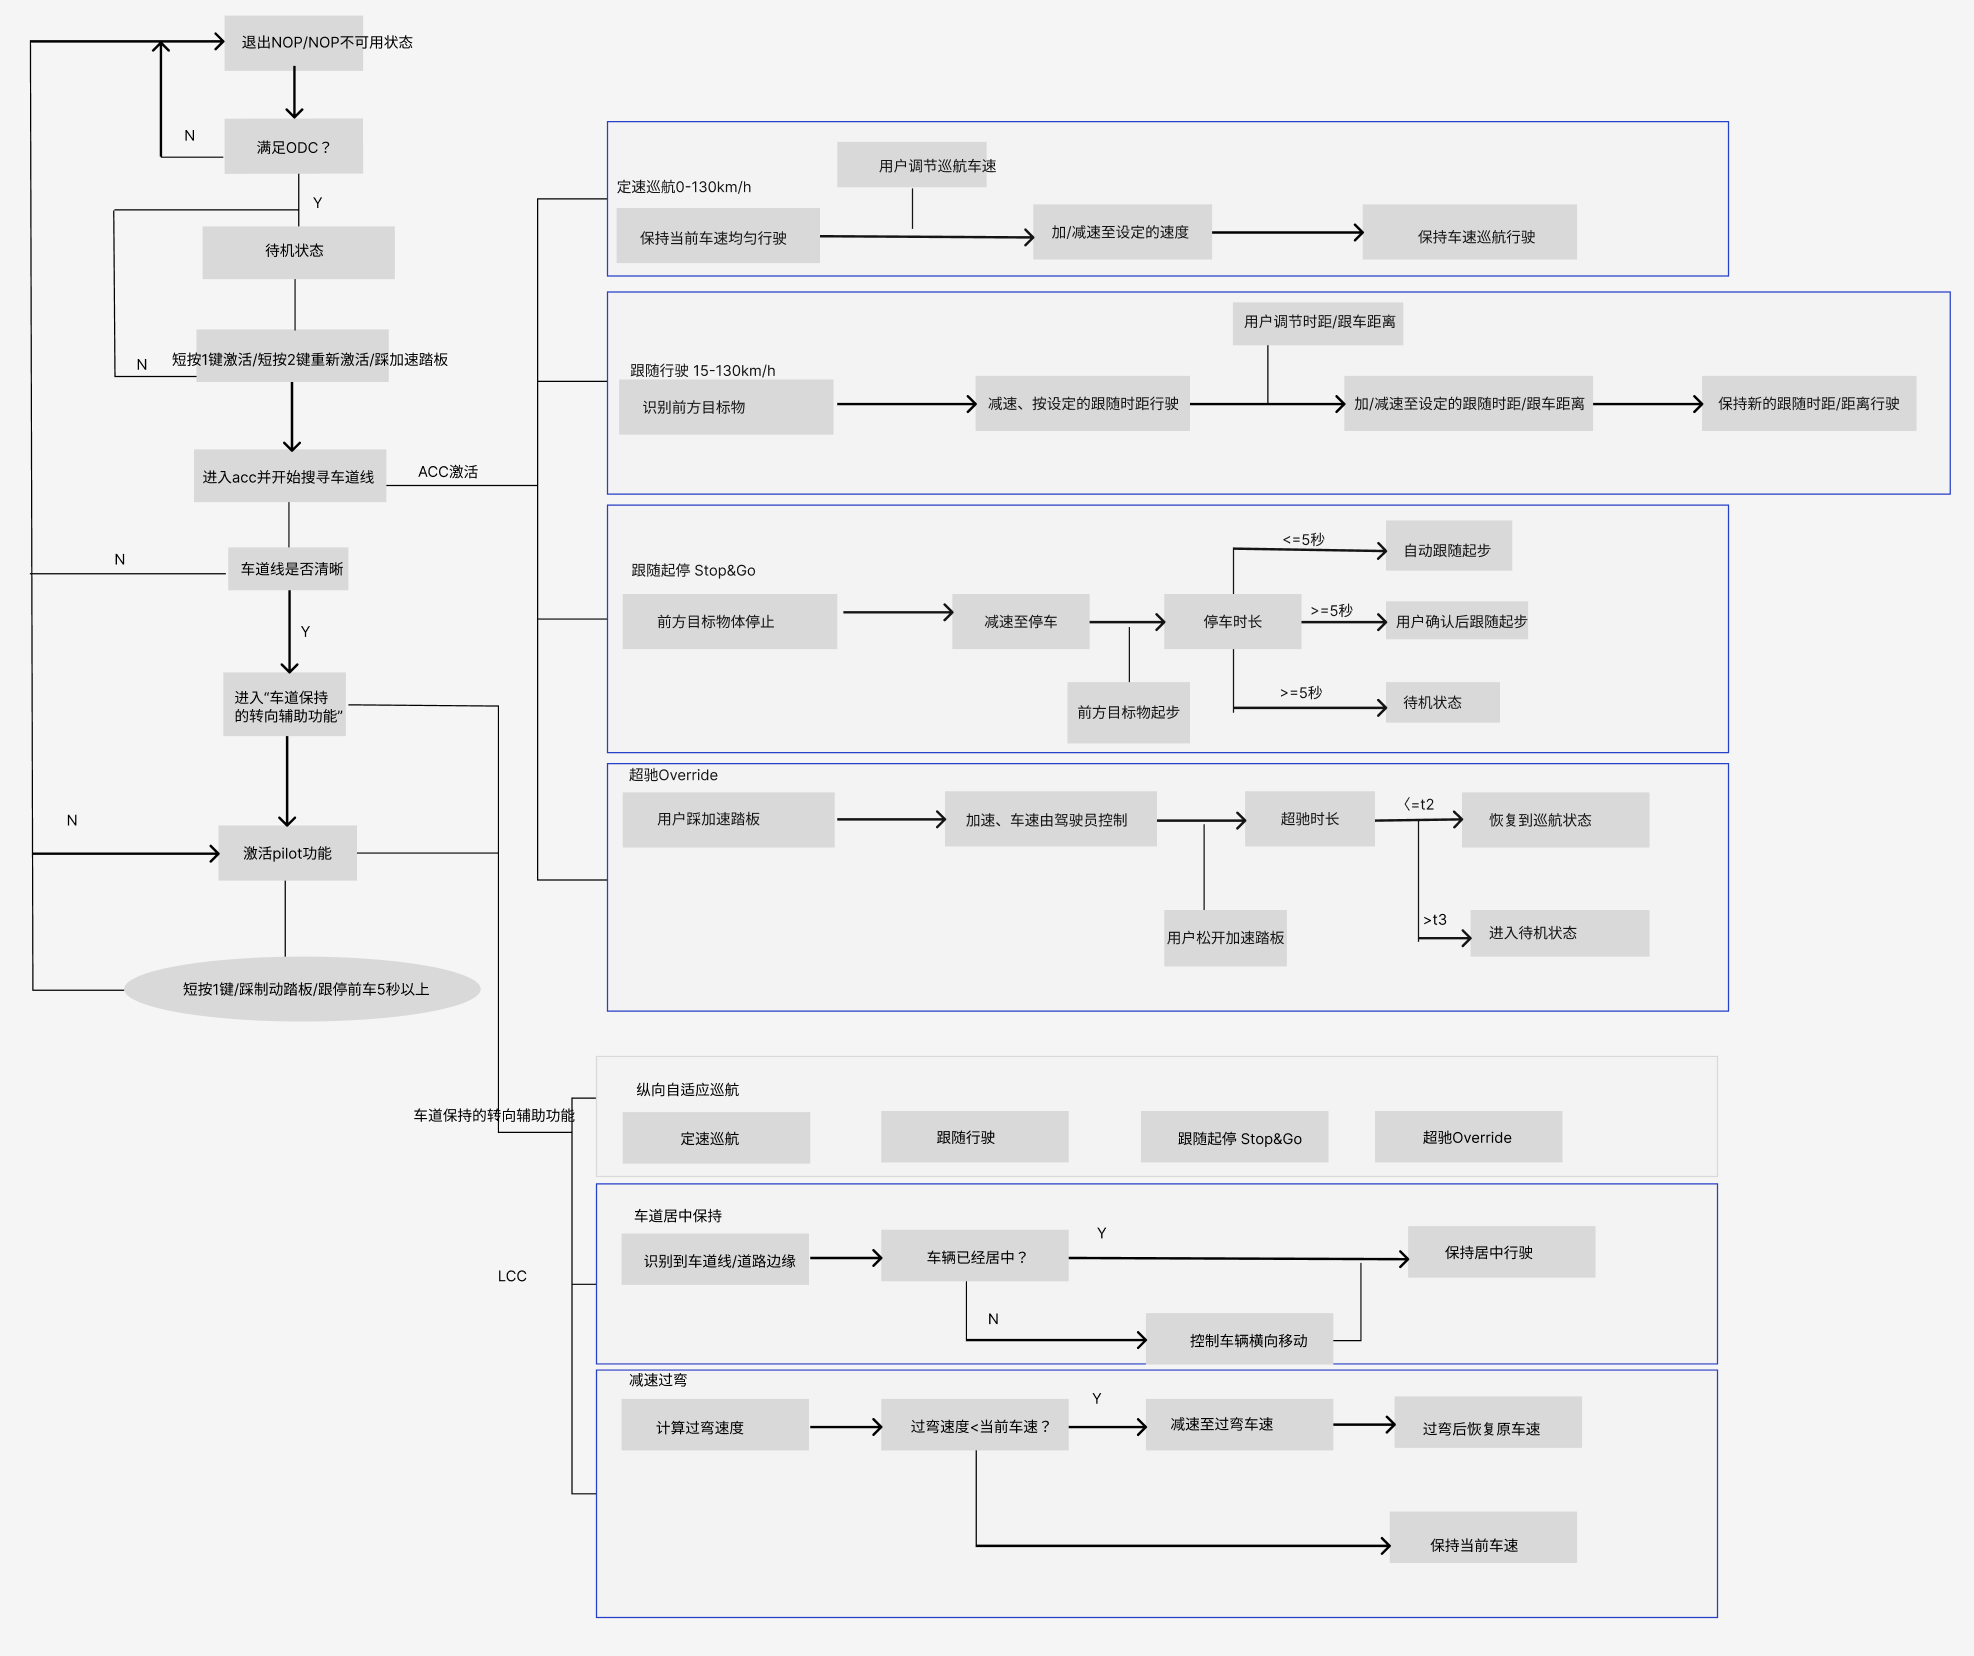 退出NOP/NOP不可用状态
N
满足ODC？
Y
待机状态
N
短按1键激活/短按2键重新激活/踩加速踏板
进入acc并开始搜寻车道线
ACC激活
N
车道线是否清晰
Y
进入“车道保持
的转向辅助功能”
N
激活pilot功能
短按1键/踩制动踏板/跟停前车5秒以上
用户调节巡航车速
定速巡航0-130km/h
保持当前车速均匀行驶
加/减速至设定的速度
保持车速巡航行驶
用户调节时距/跟车距离
跟随行驶 15-130km/h
识别前方目标物
减速、按设定的跟随时距行驶
加/减速至设定的跟随时距/跟车距离
保持新的跟随时距/距离行驶
<=5秒
自动跟随起步
跟随起停 Stop&Go
前方目标物体停止
减速至停车
停车时长
>=5秒
用户确认后跟随起步
前方目标物起步
>=5秒
待机状态
超驰Override
用户踩加速踏板
加速、车速由驾驶员控制
超驰时长
〈=t2
恢复到巡航状态
用户松开加速踏板
>t3
进入待机状态
车道保持的转向辅助功能
LCC
纵向自适应巡航
定速巡航
跟随行驶
跟随起停 Stop&Go
超驰Override
车道居中保持
识别到车道线/道路边缘
车辆已经居中？
Y
保持居中行驶
N
控制车辆横向移动
减速过弯
计算过弯速度
过弯速度<当前车速？
Y
减速至过弯车速
过弯后恢复原车速
保持当前车速